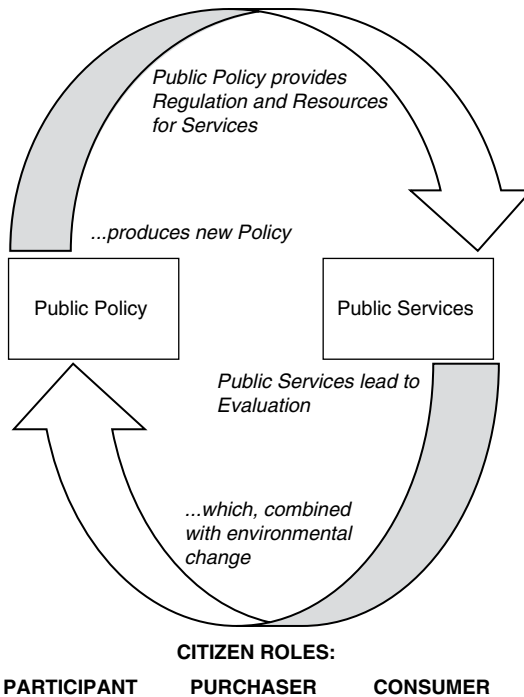 Public Policy provides
Regulation and Resources
for Services
...produces new Policy
Public Policy
Public Services
Public Services lead to
Evaluation
...which, combined
with environmental
change
CITIZEN ROLES:
PARTICIPANT PURCHASER CONSUMER